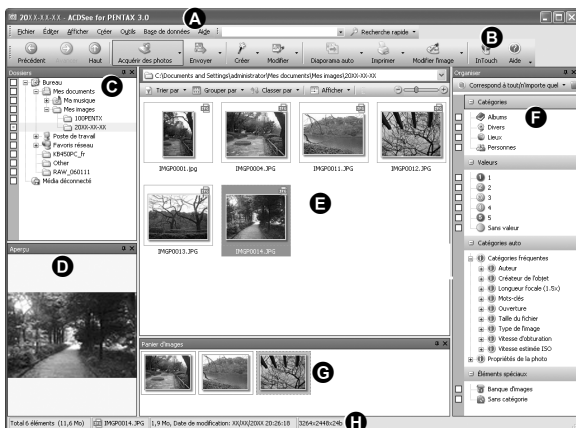 20XX-XX-XX - ACDSee for PENTAX 3.0
A
Fichier Éditer Afficher Créer Outils Base de données Aide
Recherche rapide
B
Précédent
Haut
Acquérir des photos
Envoyer
Créer
Modifier
Diaporama auto
Imprimer
Modifier l'image
InTouch
Aide
Dossiers
C
Bureau
Mes documents
Ma musique
Mes images
100PENTX
20XX-XX-XX
Poste de travail
Favoris réseau
KB450PC_fr
Other
RAW_060111
Média déconnecté
Aperçu
D
C:\Documents and Settings\administrator\Mes documents\Mes images\20XX-XX-XX
Trier par Grouper par Classer par Afficher
IMGP0001.jpg
IMGP0004.JPG
IMGP0011.JPG
IMGP0012.JPG
E
IMGP0013.JPG
IMGP0014.JPG
Panier d'images
G
Organiser
Correspond à tout/n'importe quel
F
Catégories
Albums
Divers
Lieux
Personnes
Valeurs
1
2
3
4
5
Sans valeur
Catégories auto
Catégories fréquentes
Auteur
Créateur de l'objet
Longueur focale (1.5x)
Mots-clés
Ouverture
Taille du fichier
Type de l'image
Vitesse d'obturation
Vitesse estinée ISO
Propriétés de la photo
Éléments spéciaux
Banque d'images
Sans catégorie
Total 6 éléments (11,6 Mo) IMGP0014.JPG 1,9 Mo, Date de modification: XX/XX/20XX 20:26:18 3264x2448x24b
H